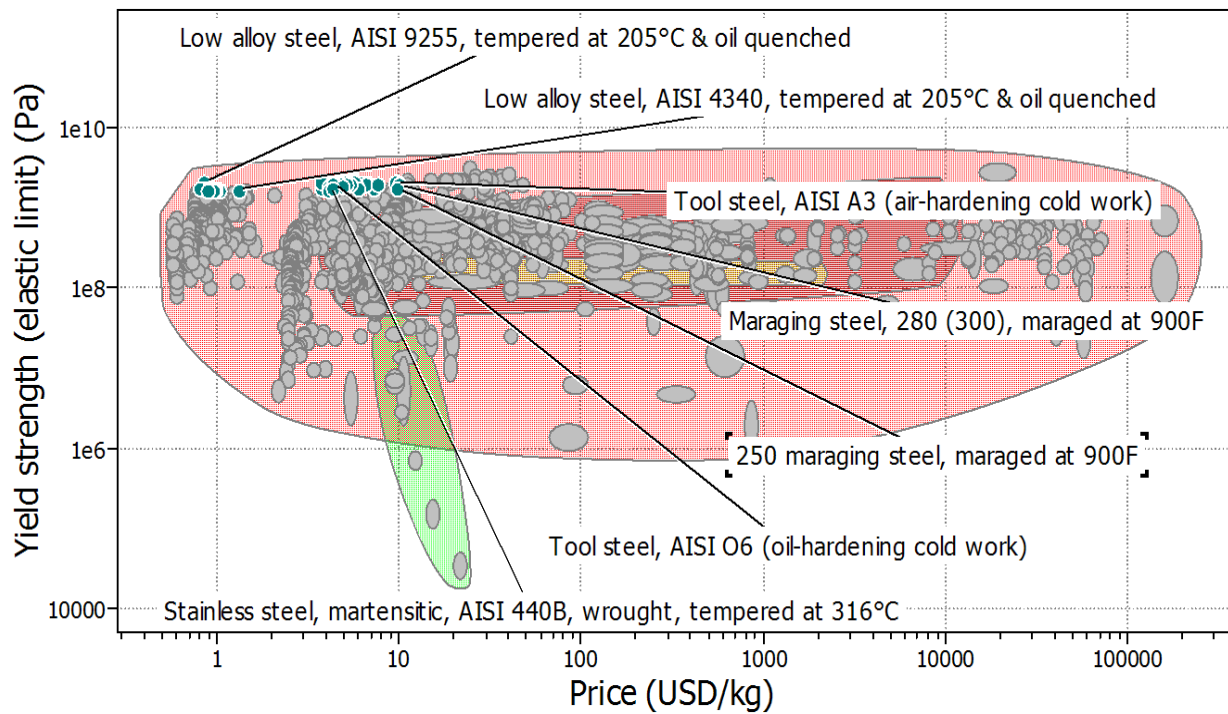 Low alloy steel, AISI 9255, tempered at 205°C & oil quenched
Low alloy steel, AISI 4340, tempered at 205°C & oil quenched
Tool steel, AISI A3 (air-hardening cold work)
Maraging steel, 280 (300), maraged at 900F
250 maraging steel, maraged at 900F
Tool steel, AISI O6 (oil-hardening cold work)
Stainless steel, martensitic, AISI 440B, wrought, tempered at 316°C
Yield strength (elastic limit) (Pa)
1e10
1e8
1e6
10000
1 10 100 1000 10000 100000
Price (USD/kg)